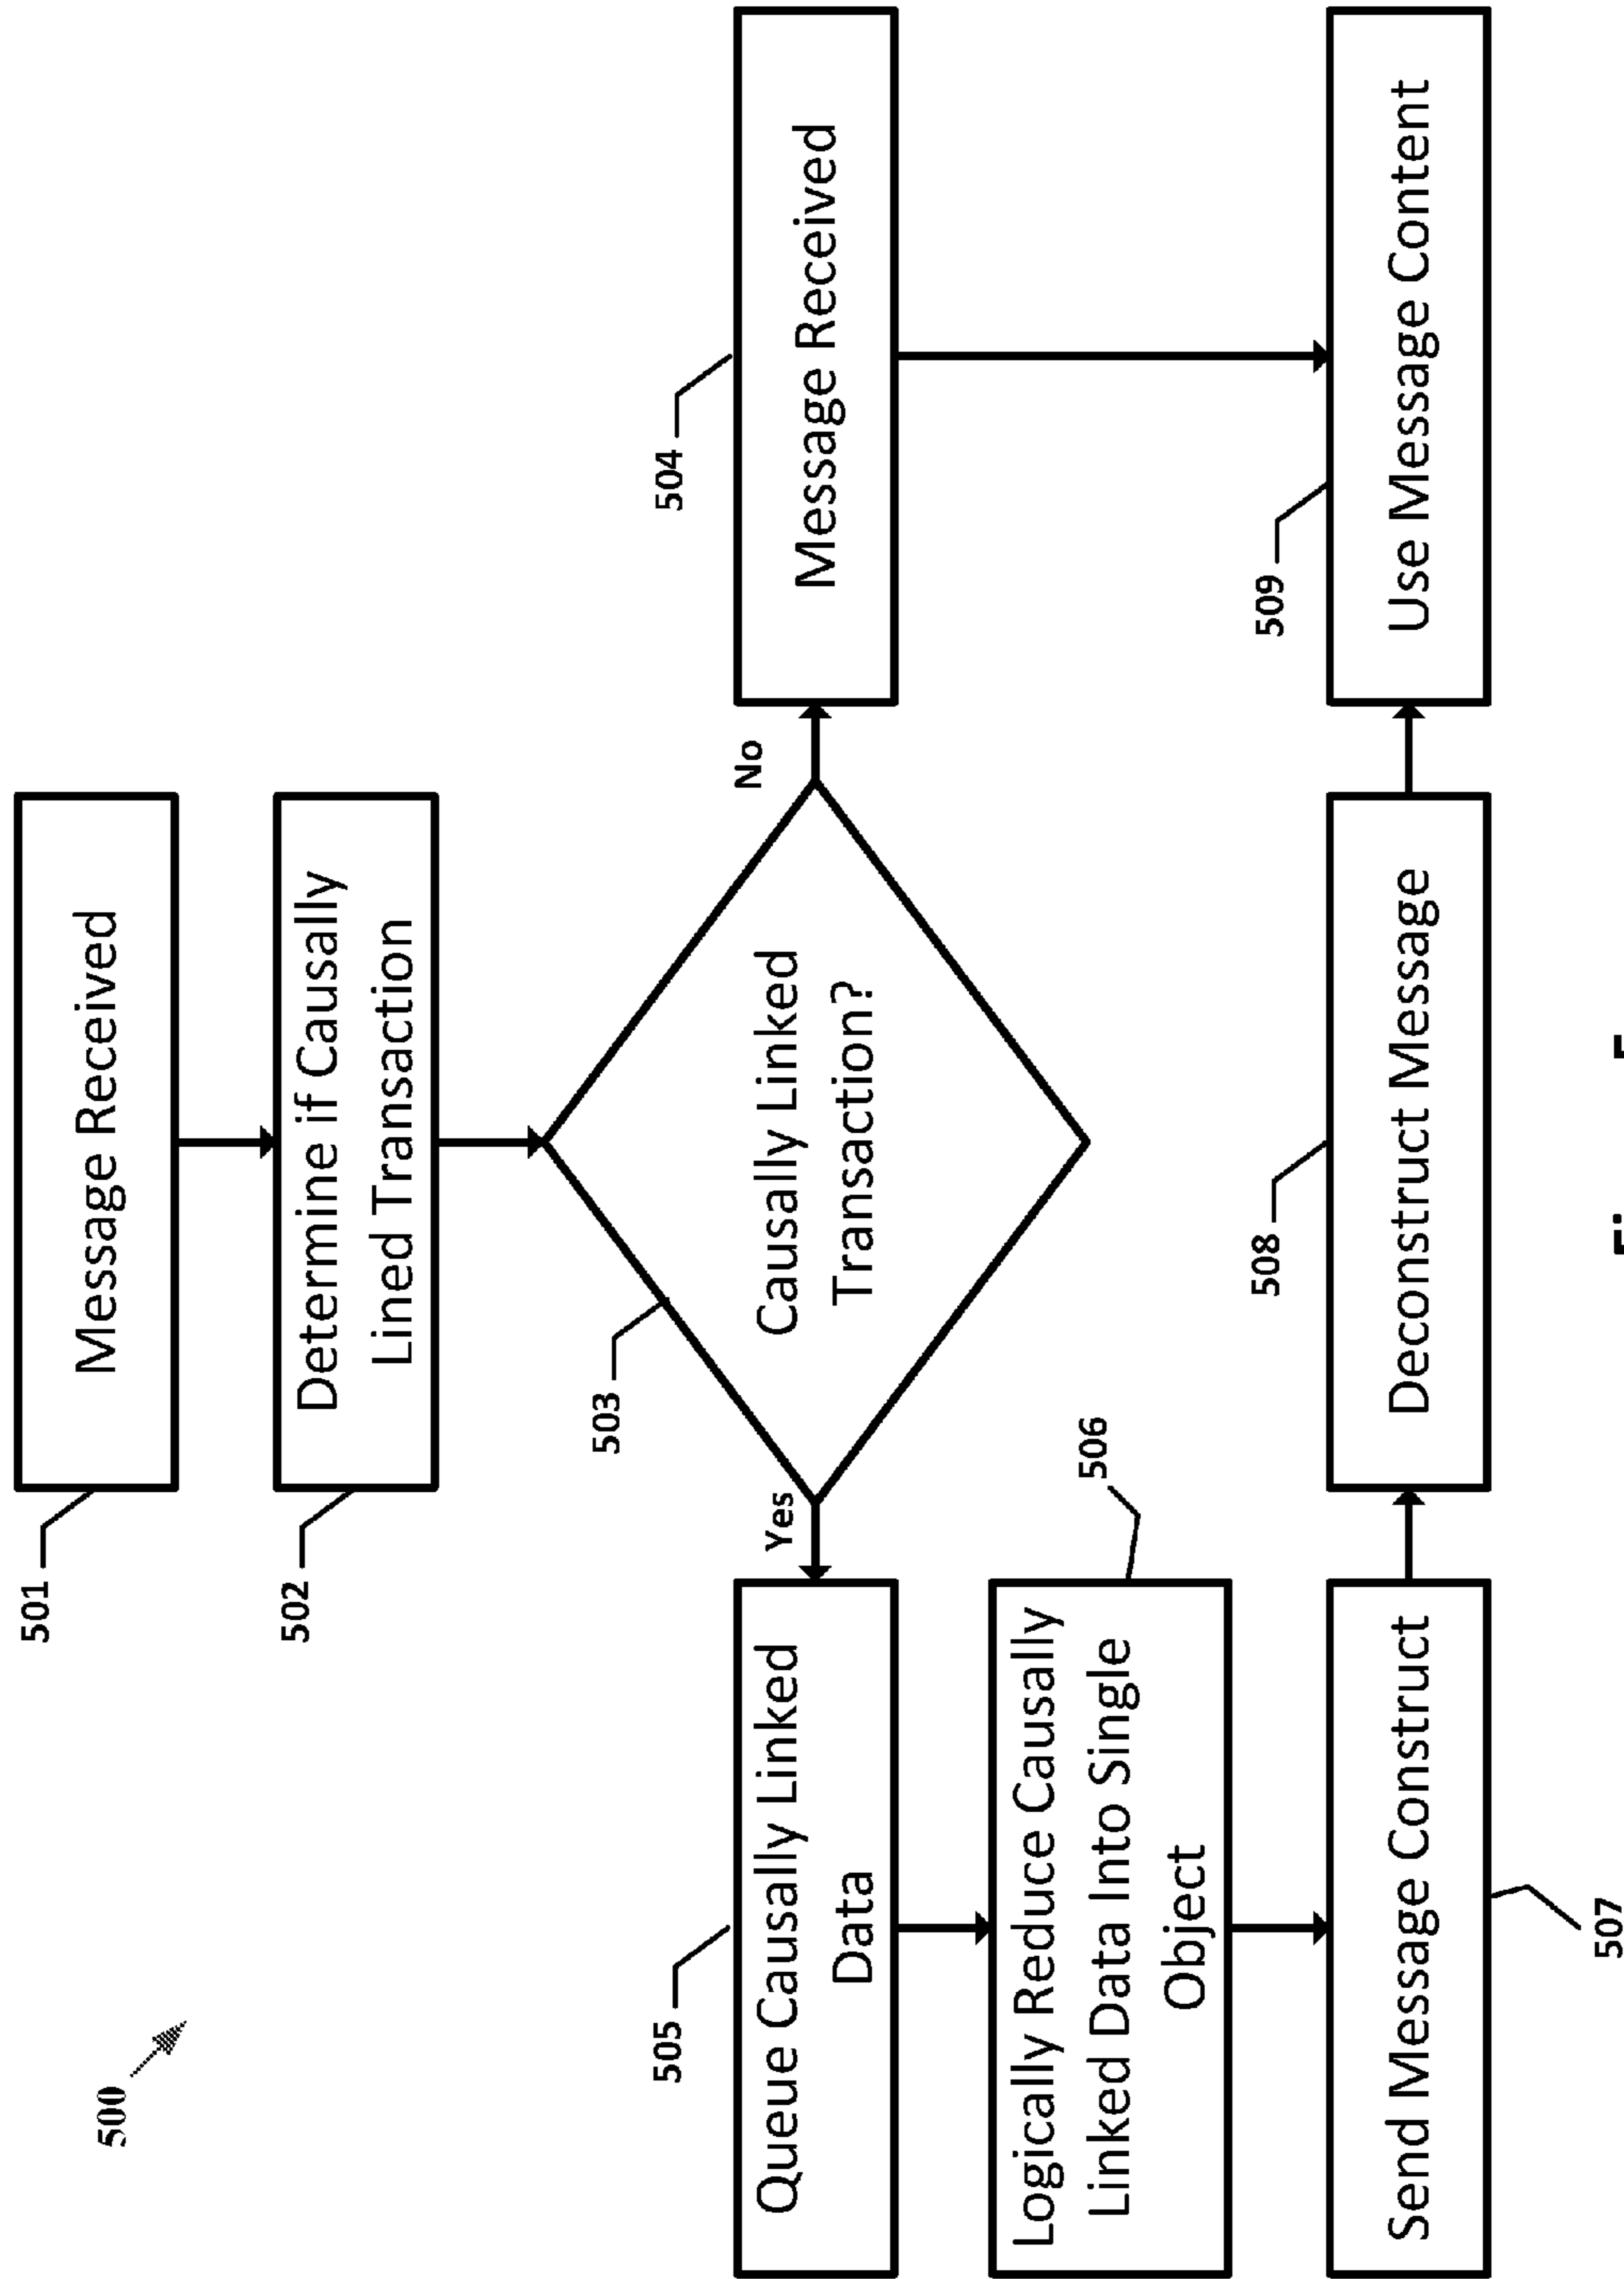 500
501
Message Received
502
Determine if Causally
Lined Transaction
503
Causally Linked
Transaction?
Yes
No
505
Queue Causally Linked
Data
504
Message Received
506
Logically Reduce Causally
Linked Data Into Single
Object
507
Send Message Construct
508
Deconstruct Message
509
Use Message Content